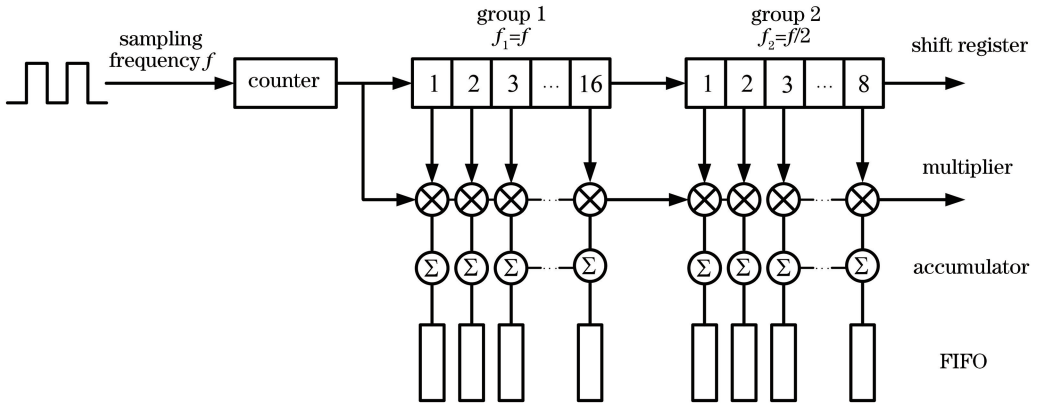 group 1
f₁=f
group 2
f₂=f/2
sampling
frequency f
counter
1 2 3 ... 16
1 2 3 ... 8
shift register
... ...
multiplier
Σ Σ Σ ... Σ
Σ Σ Σ ... Σ
accumulator
FIFO